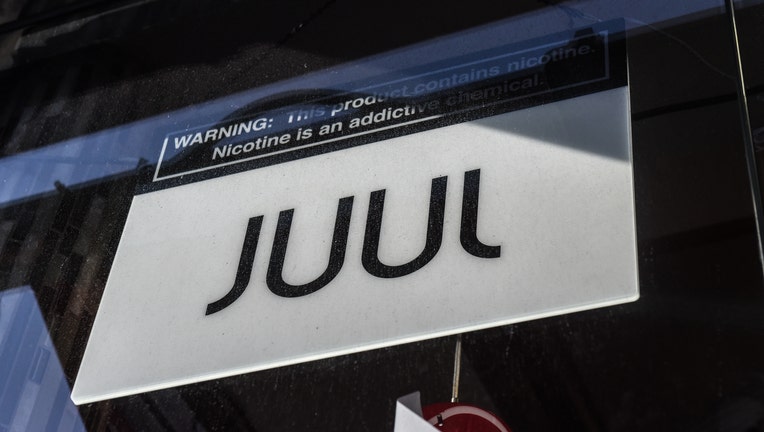 WARNING: This product contains nicotine.
Nicotine is an addictive chemical.
JUUL